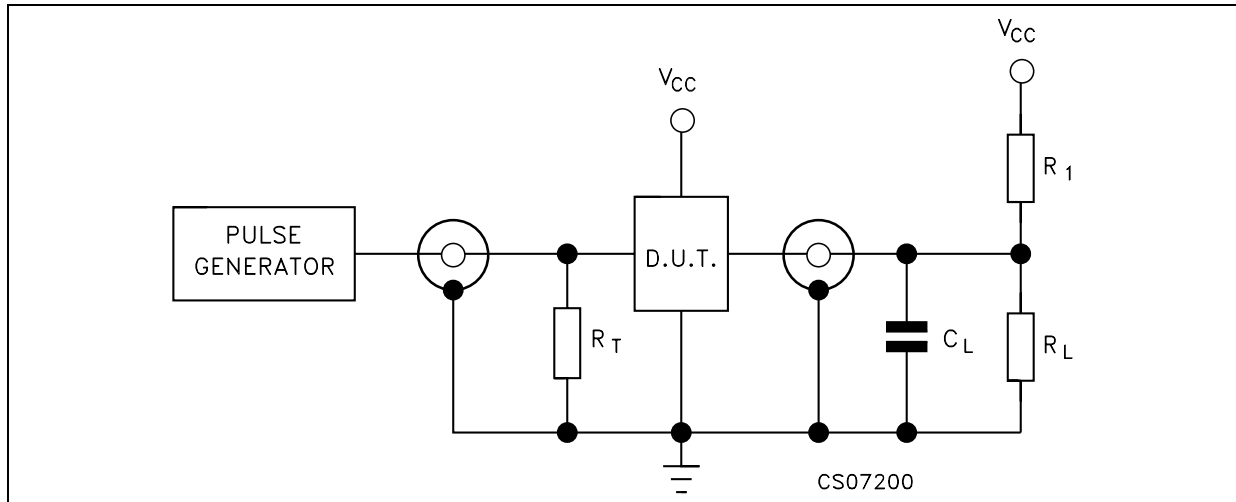 VCC
VCC
R1
PULSE
GENERATOR
D.U.T.
RT
CL
RL
CS07200